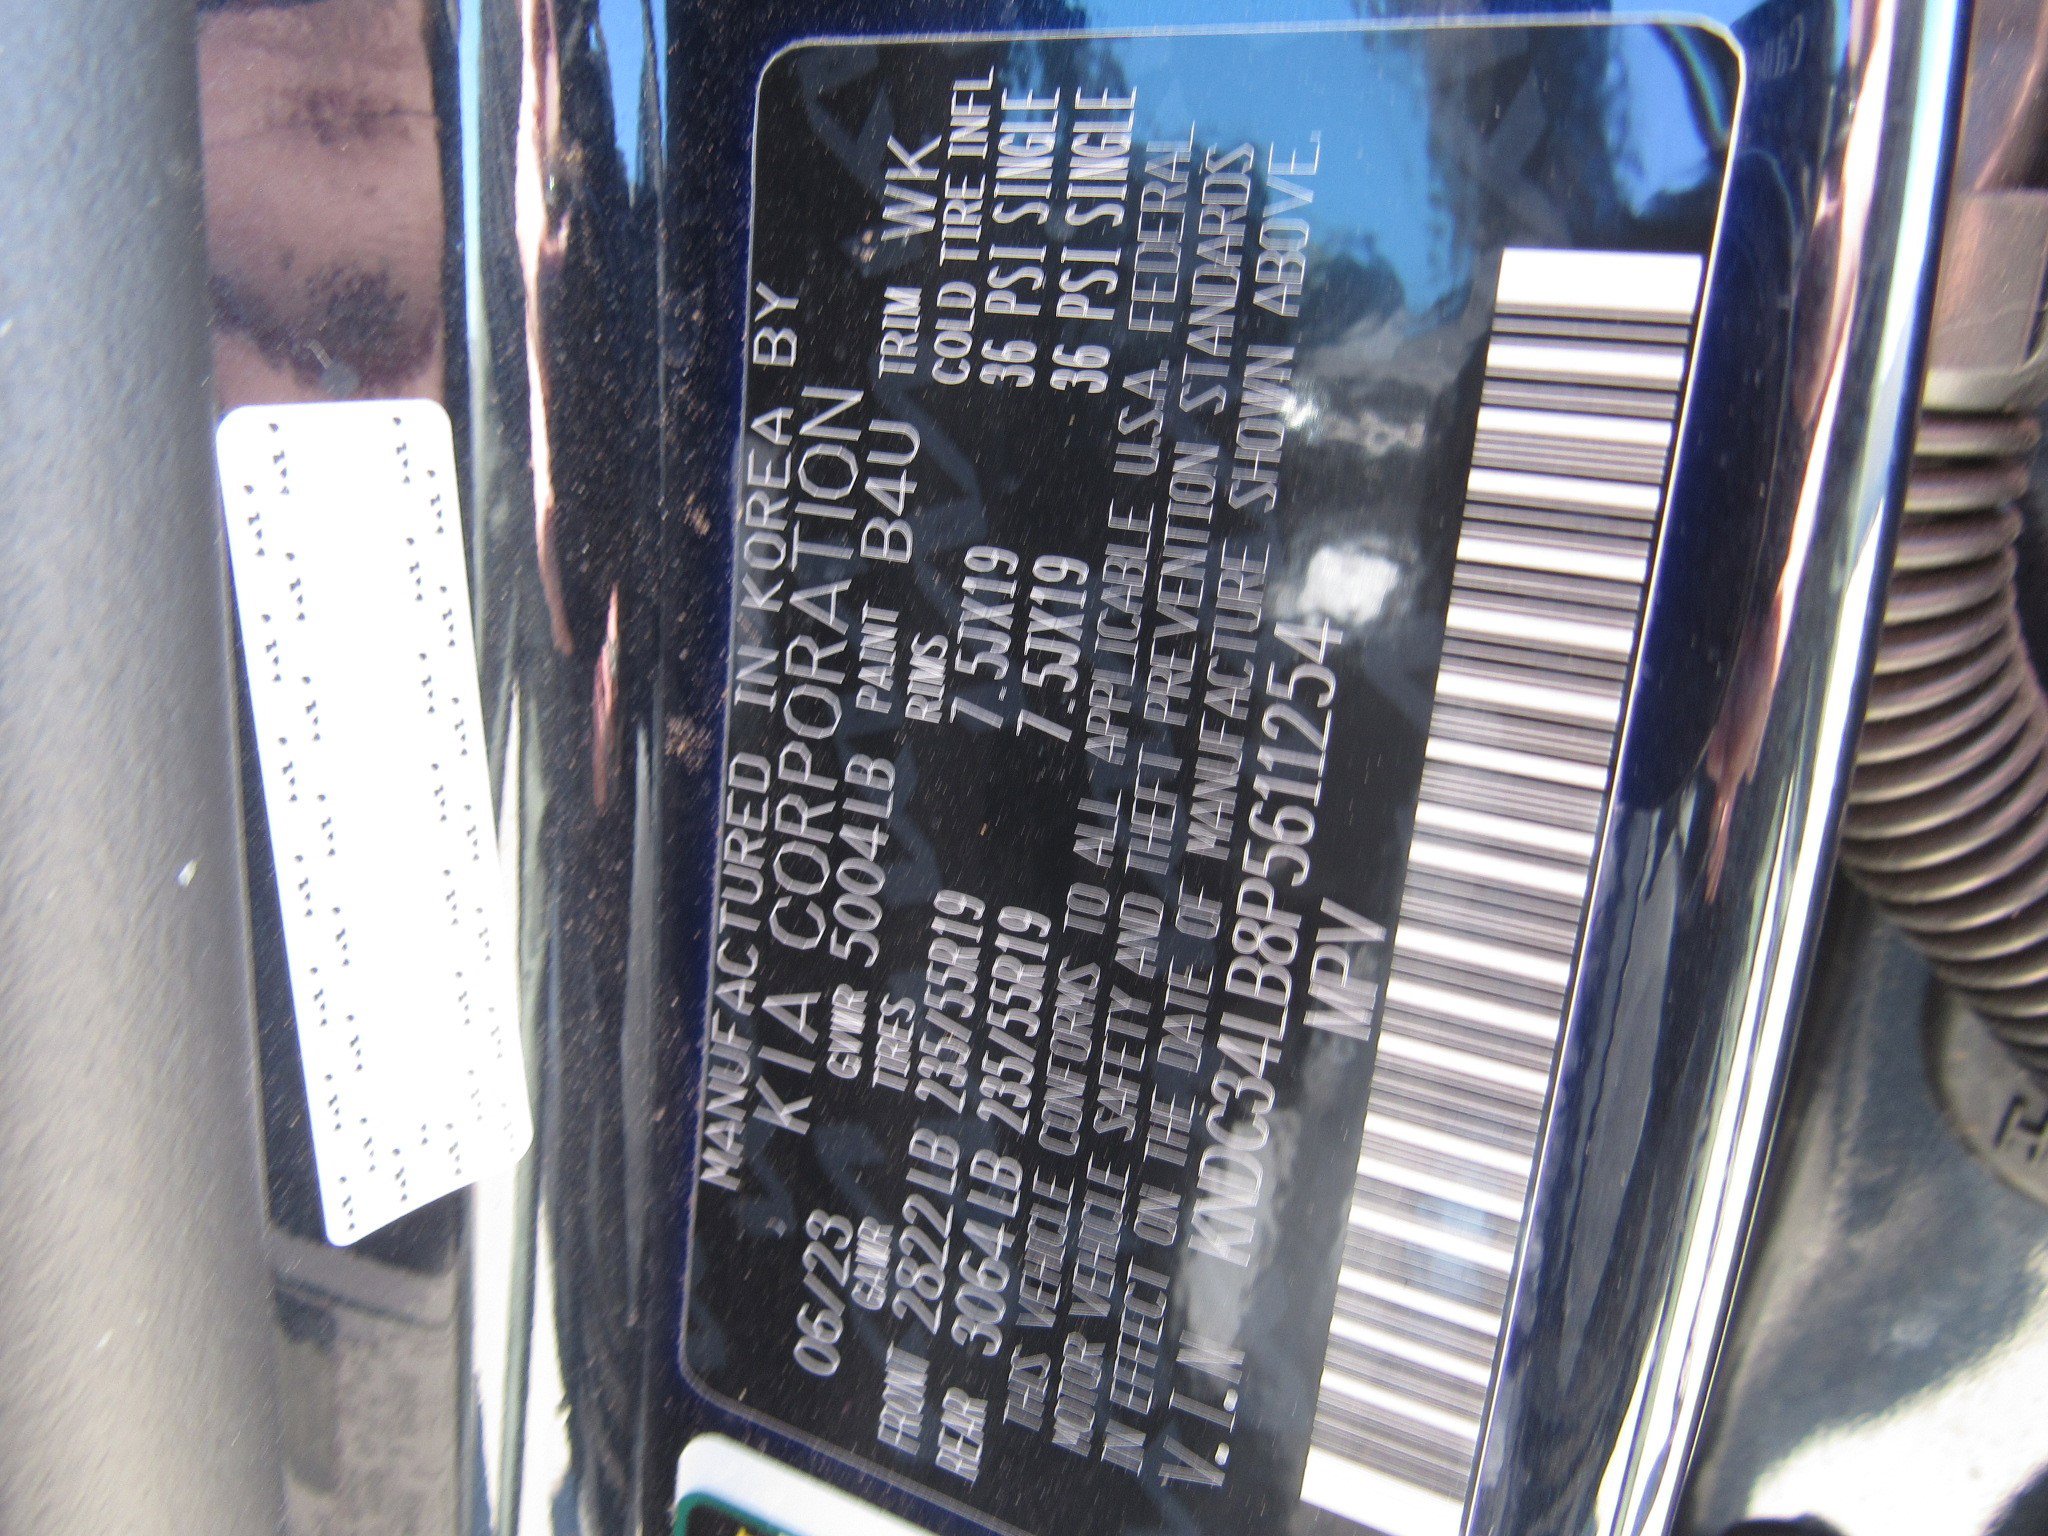 MANUFACTURED IN KOREA BY
KIA CORPORATION
06/23 GVWR 5004LB PAINT B4U TRIM WK
GAWR TIRES RIMS COLD TIRE INFL
FRONT 2822LB 235/55R19 7.5JX19 36 PSI SINGLE
REAR 3064LB 235/55R19 7.5JX19 36 PSI SINGLE
THIS VEHICLE CONFORMS TO ALL APPLICABLE U.S.A. FEDERAL
MOTOR VEHICLE SAFETY AND THEFT PREVENTION STANDARDS
IN EFFECT ON THE DATE OF MANUFACTURE SHOWN ABOVE.
V.I.N KNDC34LB8P5611254
MPV